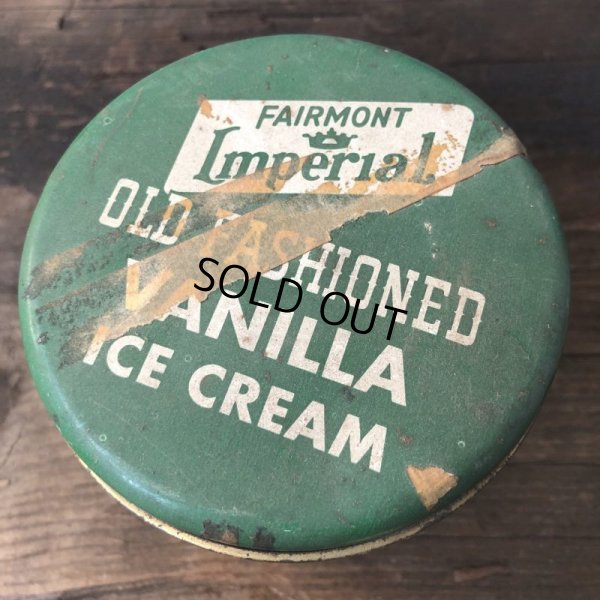 FAIRMONT
Imperial
OLD FASHIONED
SOLD OUT
VANILLA
ICE CREAM